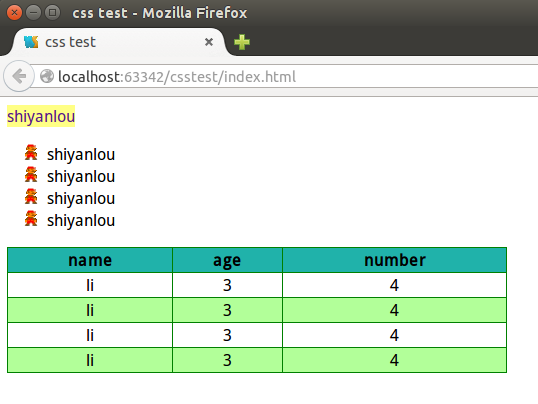 css test - Mozilla Firefox
css test
localhost:63342/csstest/index.html
shiyanlou
shiyanlou
shiyanlou
shiyanlou
shiyanlou
name age number
li 3 4
li 3 4
li 3 4
li 3 4